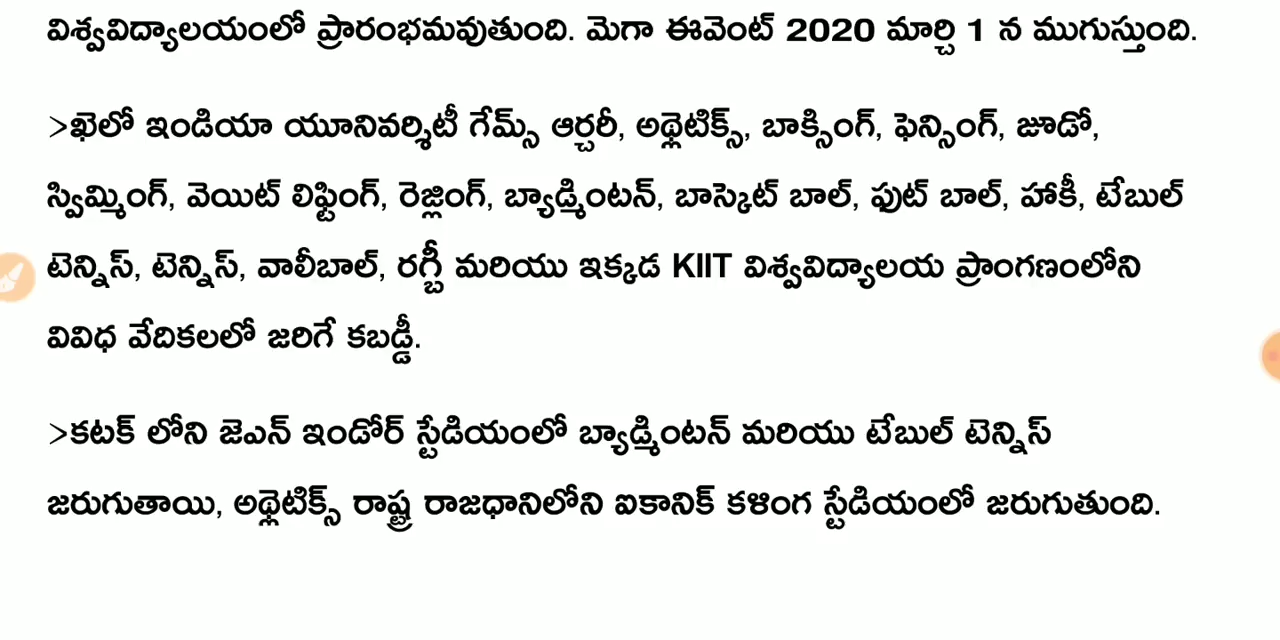 విశ్వవిద్యాలయంలో ప్రారంభమవుతుంది. మెగా ఈవెంట్ 2020 మార్చి 1 న ముగుస్తుంది.
>ఖెలో ఇండియా యూనివర్శిటీ గేమ్స్ ఆర్చరీ, అథ్లెటిక్స్, బాక్సింగ్, ఫెన్సింగ్, జూడో,
స్విమ్మింగ్, వెయిట్ లిఫ్టింగ్, రెజ్లింగ్, బ్యాడ్మింటన్, బాస్కెట్ బాల్, ఫుట్ బాల్, హాకీ, టేబుల్
టెన్నిస్, టెన్నిస్, వాలీబాల్, రగ్బీ మరియు ఇక్కడ KIIT విశ్వవిద్యాలయ ప్రాంగణంలోని
వివిధ వేదికలలో జరిగే కబడ్డీ.
>కటక్ లోని జెఎన్ ఇండోర్ స్టేడియంలో బ్యాడ్మింటన్ మరియు టేబుల్ టెన్నిస్
జరుగుతాయి, అథ్లెటిక్స్ రాష్ట్ర రాజధానిలోని ఐకానిక్ కళింగ స్టేడియంలో జరుగుతుంది.